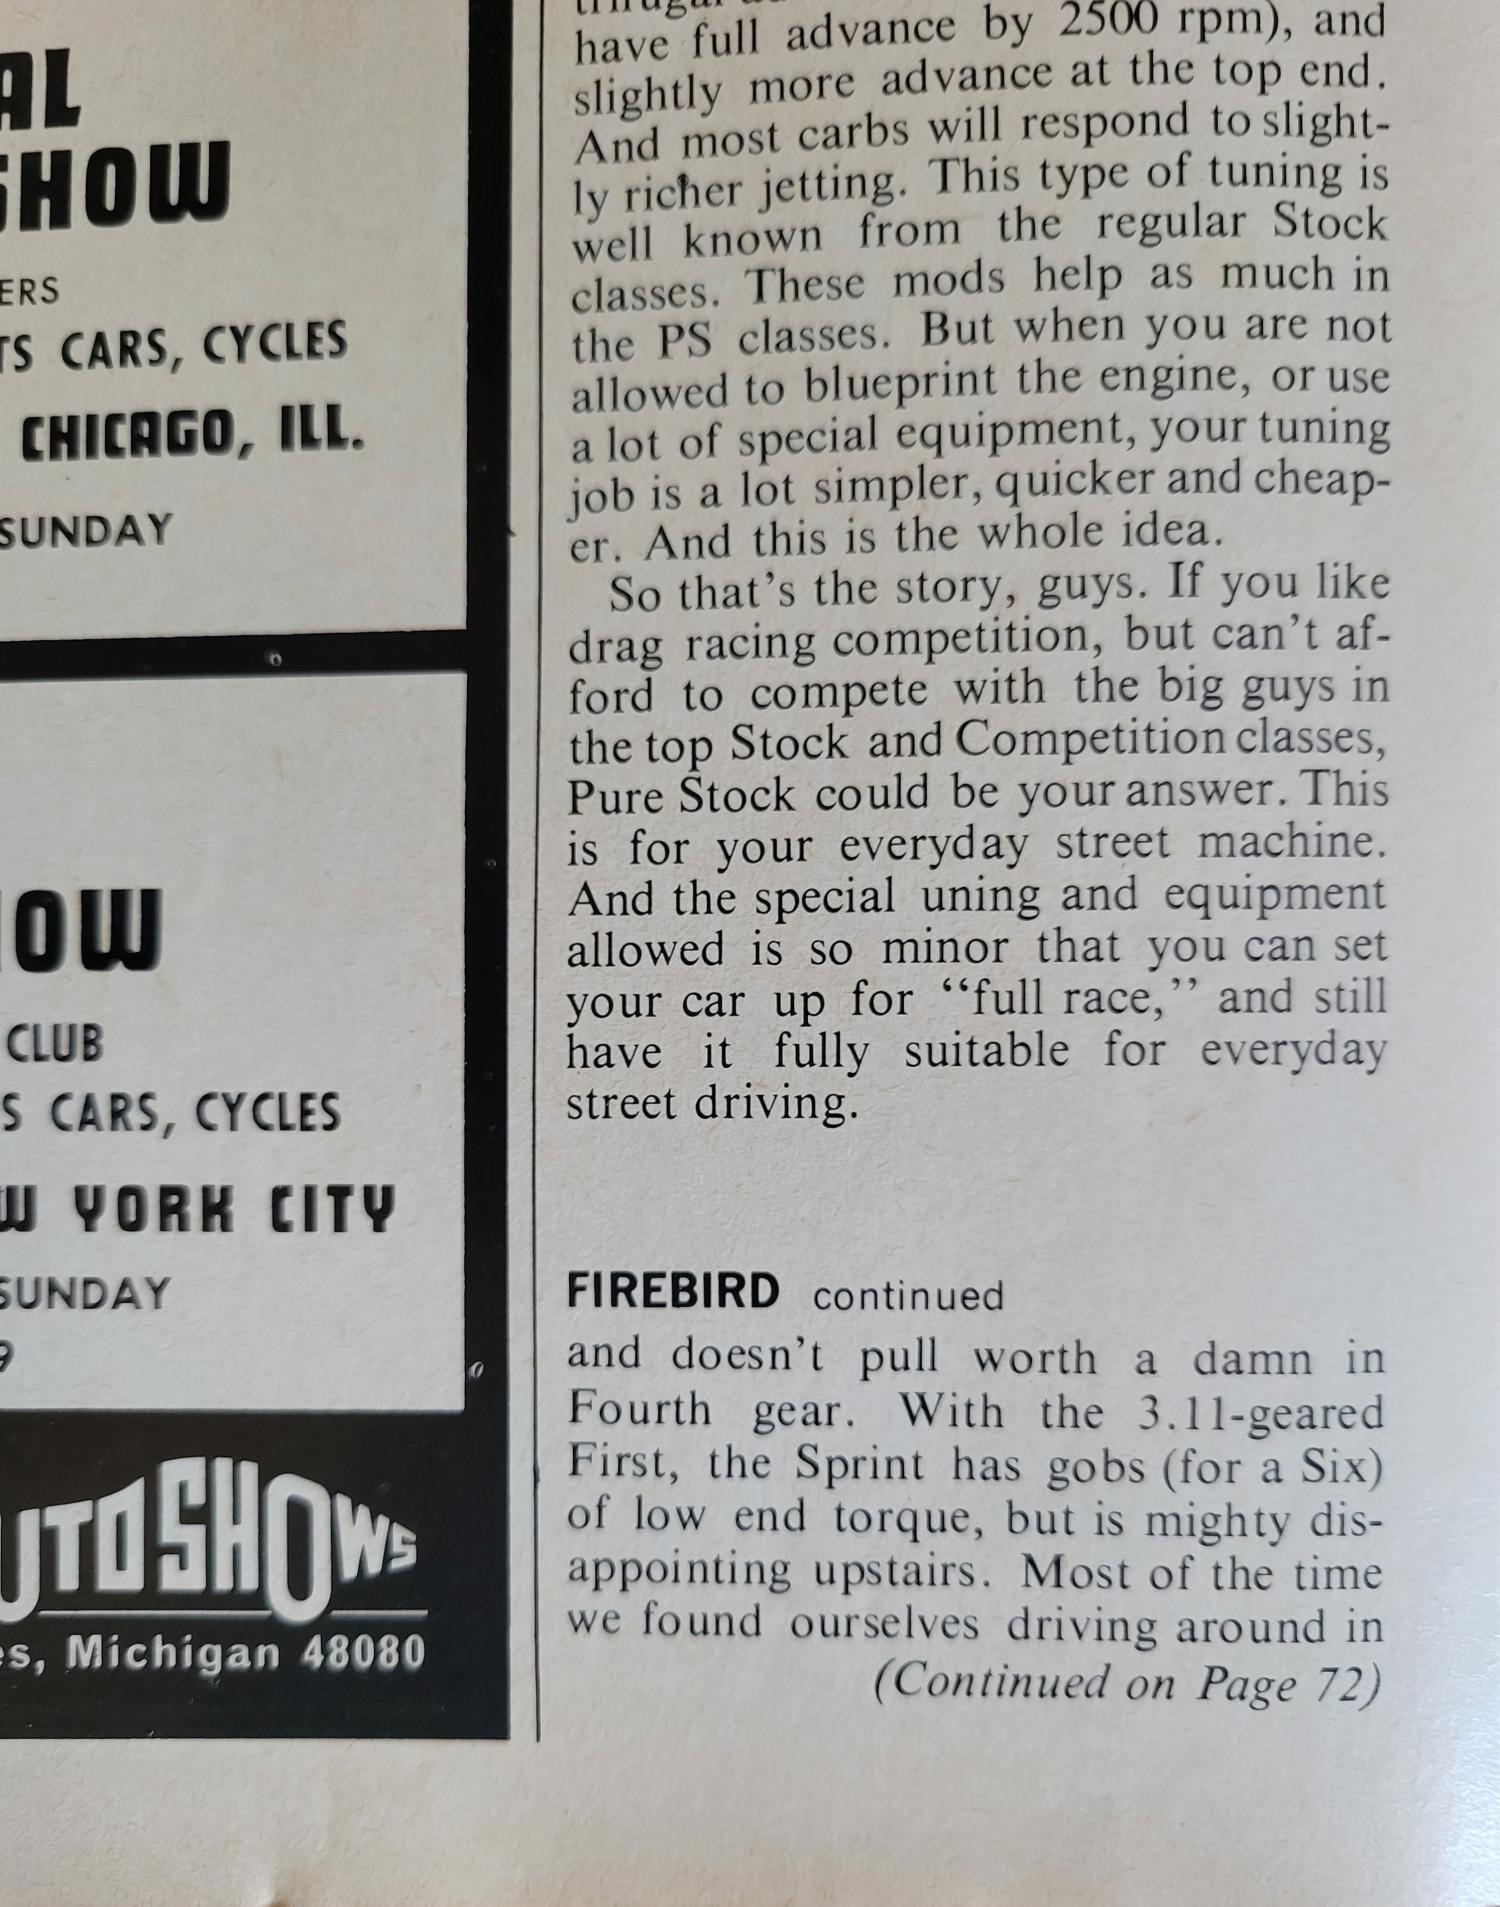 AL
SHOW
ERS
TS CARS, CYCLES
CHICAGO, ILL.
SUNDAY
OW
CLUB
S CARS, CYCLES
W YORK CITY
SUNDAY
9
UTO SHOWS
es, Michigan 48080
have full advance by 2500 rpm), and
slightly more advance at the top end.
And most carbs will respond to slight-
ly richer jetting. This type of tuning is
well known from the regular Stock
classes. These mods help as much in
the PS classes. But when you are not
allowed to blueprint the engine, or use
a lot of special equipment, your tuning
job is a lot simpler, quicker and cheap-
er. And this is the whole idea.
So that's the story, guys. If you like
drag racing competition, but can't af-
ford to compete with the big guys in
the top Stock and Competition classes,
Pure Stock could be your answer. This
is for your everyday street machine.
And the special uning and equipment
allowed is so minor that you can set
your car up for “full race,” and still
have it fully suitable for everyday
street driving.
FIREBIRD continued
and doesn't pull worth a damn in
Fourth gear. With the 3.11-geared
First, the Sprint has gobs (for a Six)
of low end torque, but is mighty dis-
appointing upstairs. Most of the time
we found ourselves driving around in
(Continued on Page 72)